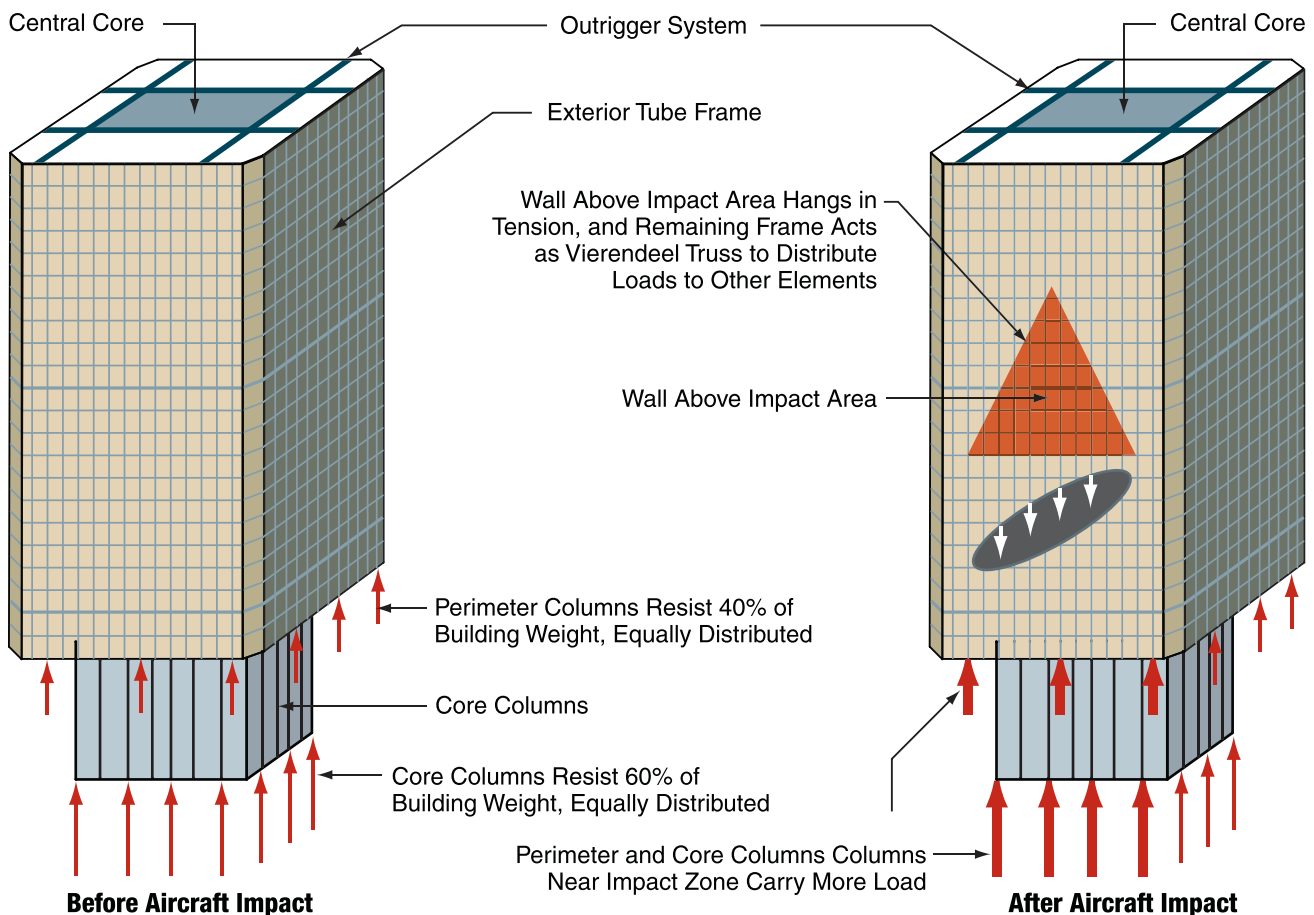 Central Core
Outrigger System
Central Core
Exterior Tube Frame
Wall Above Impact Area Hangs in
Tension, and Remaining Frame Acts
as Vierendeel Truss to Distribute
Loads to Other Elements
Wall Above Impact Area
Perimeter Columns Resist 40% of
Building Weight, Equally Distributed
Core Columns
Core Columns Resist 60% of
Building Weight, Equally Distributed
Perimeter and Core Columns Columns
Near Impact Zone Carry More Load
Before Aircraft Impact
After Aircraft Impact